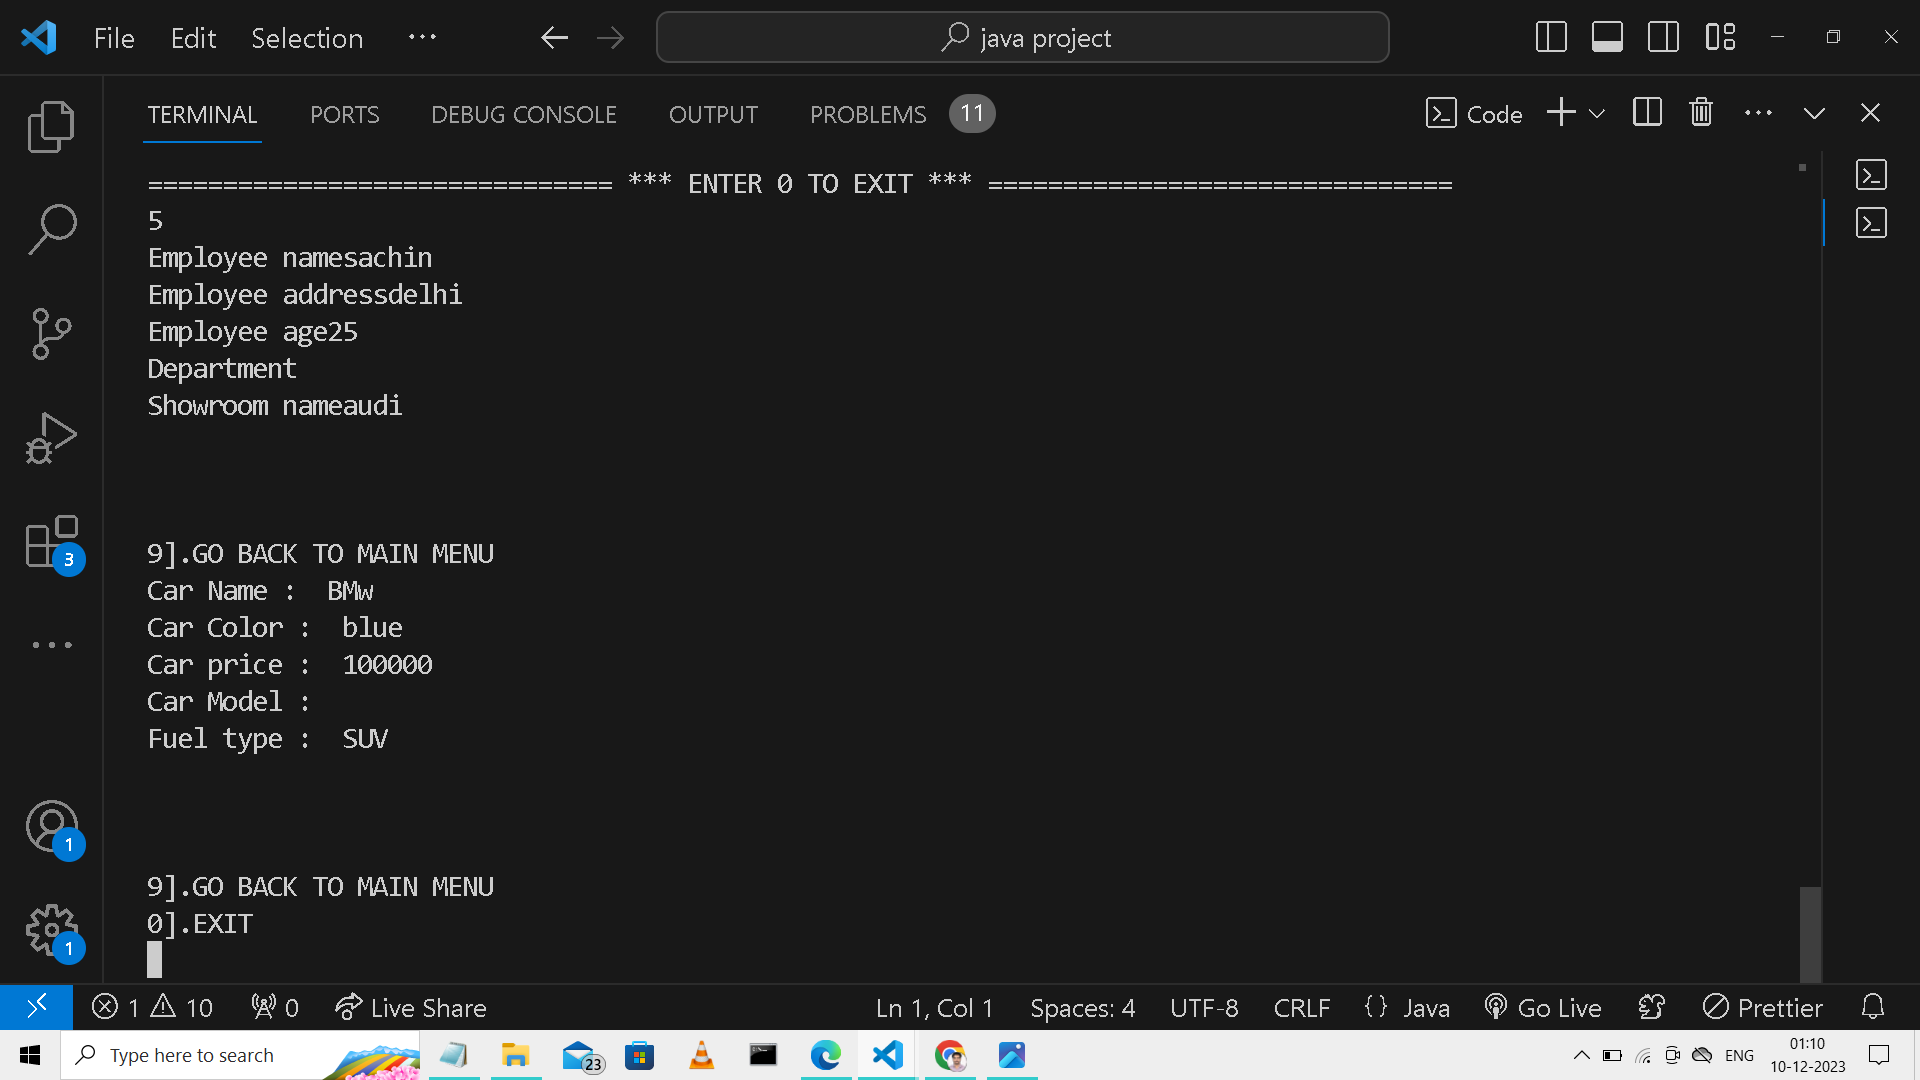 File Edit Selection ··· java project
TERMINAL PORTS DEBUG CONSOLE OUTPUT PROBLEMS 11 Code
=============================== *** ENTER 0 TO EXIT *** ===============================
5
Employee namesachin
Employee addressdelhi
Employee age25
Department
Showroom nameaudi
9].GO BACK TO MAIN MENU
Car Name :  BMw
Car Color :  blue
Car price :  100000
Car Model :
Fuel type :  SUV
9].GO BACK TO MAIN MENU
0].EXIT
3
1
1
1 10 0 Live Share Ln 1, Col 1 Spaces: 4 UTF-8 CRLF {} Java Go Live Prettier
Type here to search 23 ENG 01:10
10-12-2023